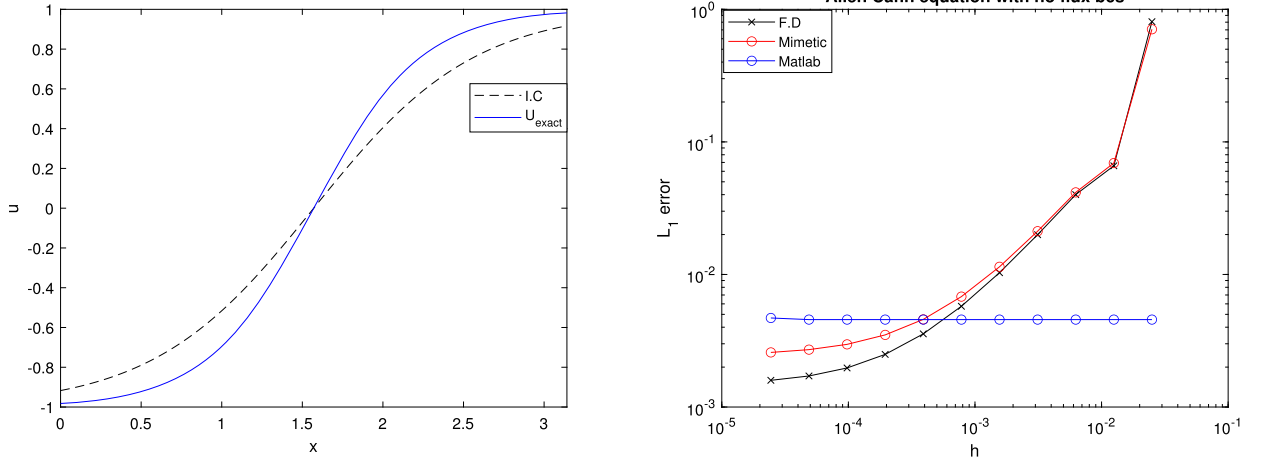 1
0.8
0.6
0.4
0.2
0
-0.2
-0.4
-0.6
-0.8
-1
u
0
0.5
1
1.5
2
2.5
3
x
I.C
U_exact
Allen Cahn equation with no flux bcs
10^0
10^-1
10^-2
10^-3
L_1 error
10^-5
10^-4
10^-3
10^-2
10^-1
h
F.D
Mimetic
Matlab